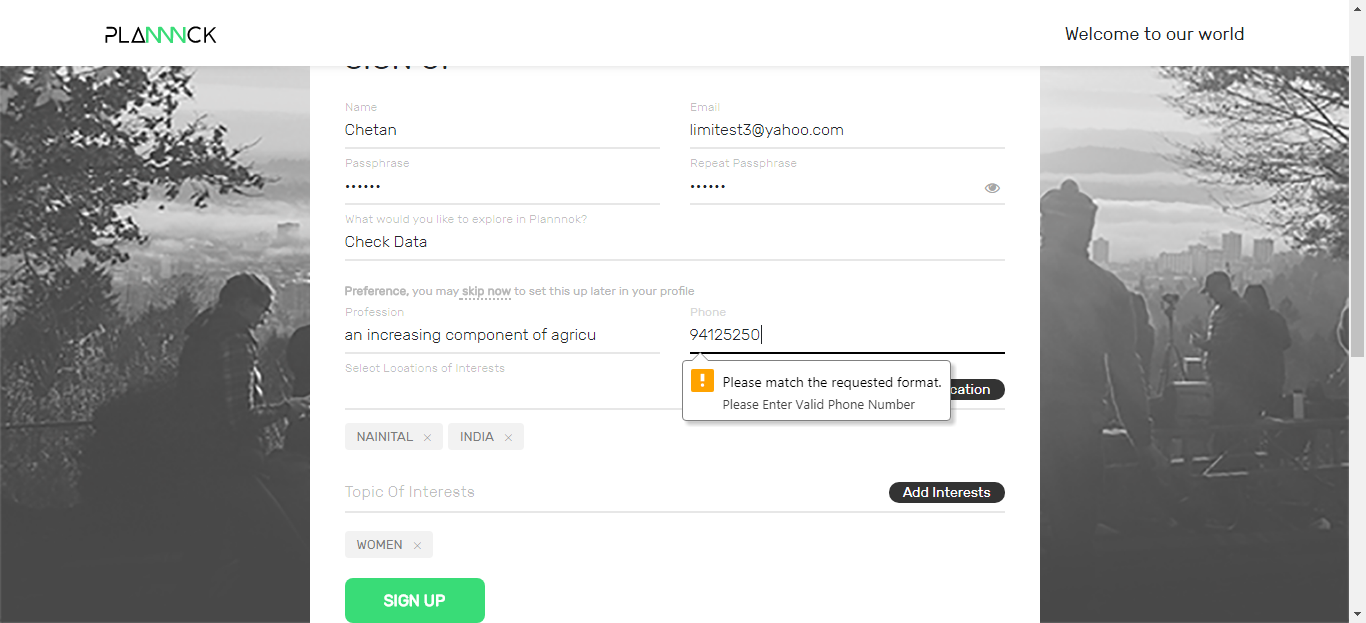 PLANNNCK
Welcome to our world
SIGN UP
Name
Email
Chetan
limitest3@yahoo.com
Passphrase
Repeat Passphrase
••••••
••••••
What would you like to explore in Plannnok?
Check Data
Preference, you may skip now to set this up later in your profile
Profession
Phone
an increasing component of agricu
94125250
Select Locations of Interests
Please match the requested format.
Please Enter Valid Phone Number
cation
NAINITAL ×
INDIA ×
Topic Of Interests
Add Interests
WOMEN ×
SIGN UP